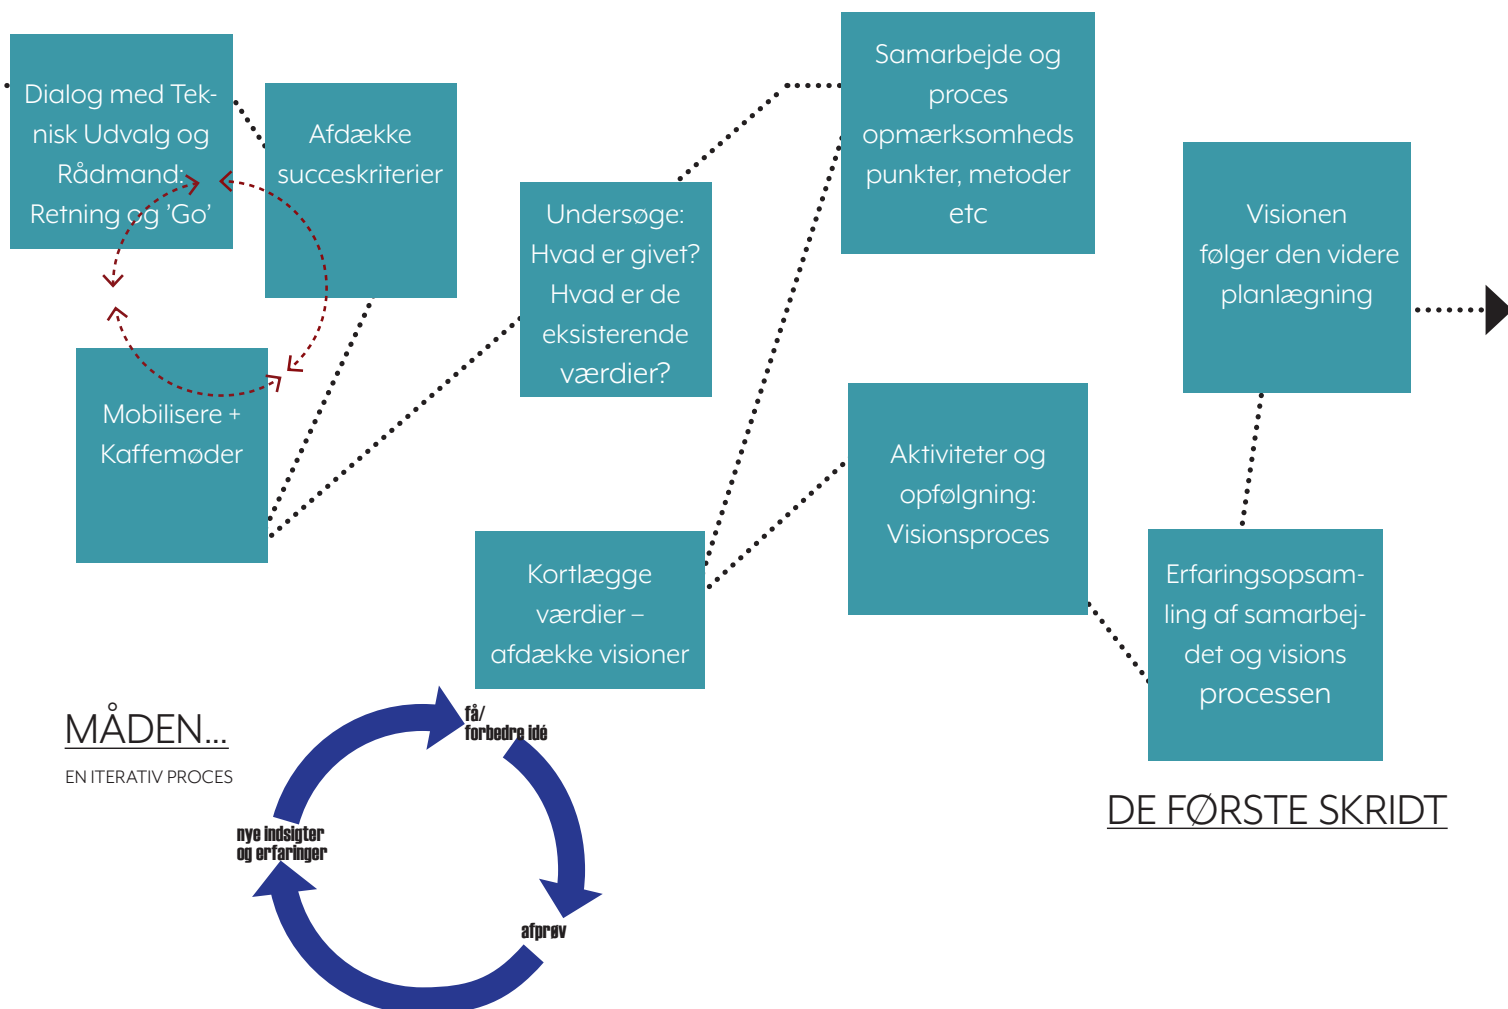 Dialog med Tek-
nisk Udvalg og
Rådmand:
Retning og ’Go’
Afdække
succeskriterier
Mobilisere +
Kaffemøder
Undersøge:
Hvad er givet?
Hvad er de
eksisterende
værdier?
Kortlægge
værdier –
afdække visioner
Samarbejde og
proces
opmærksomheds
punkter, metoder
etc
Aktiviteter og
opfølgning:
Visionsproces
Erfaringsopsam-
ling af samarbej-
det og visions
processen
Visionen
følger den videre
planlægning
MÅDEN...
EN ITERATIV PROCES
få/
forbedre idé
afprøv
nye indsigter
og erfaringer
DE FØRSTE SKRIDT